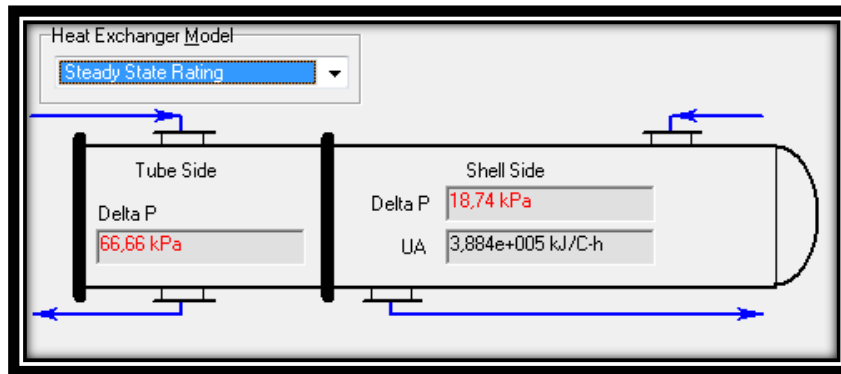 Heat Exchanger Model
Steady State Rating
Tube Side
Shell Side
Delta P
18,74 kPa
Delta P
66,66 kPa
UA
3,884e+005 kJ/C-h